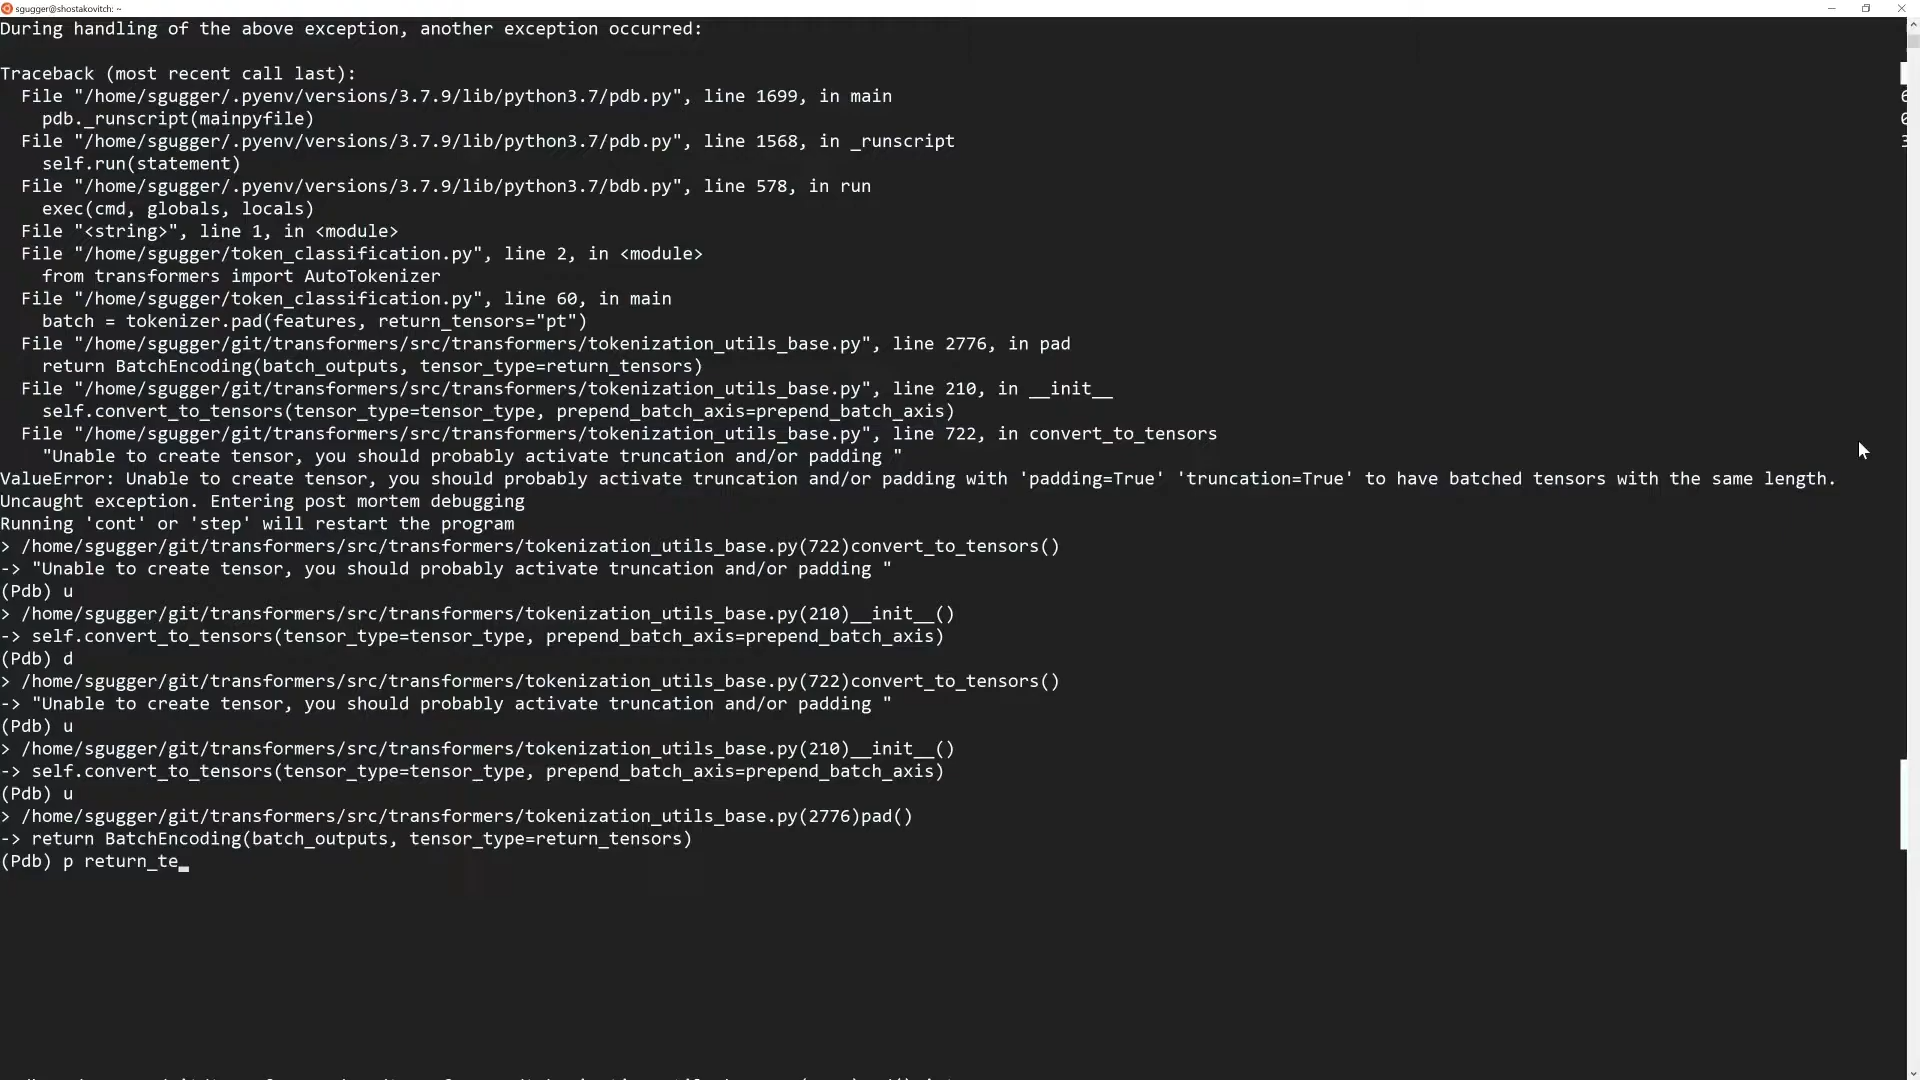 sgugger@shostakovitch: ~
During handling of the above exception, another exception occurred:
Traceback (most recent call last):
File "/home/sgugger/.pyenv/versions/3.7.9/lib/python3.7/pdb.py", line 1699, in main
pdb._runscript(mainpyfile)
File "/home/sgugger/.pyenv/versions/3.7.9/lib/python3.7/pdb.py", line 1568, in _runscript
self.run(statement)
File "/home/sgugger/.pyenv/versions/3.7.9/lib/python3.7/bdb.py", line 578, in run
exec(cmd, globals, locals)
File "<string>", line 1, in <module>
File "/home/sgugger/token_classification.py", line 2, in <module>
from transformers import AutoTokenizer
File "/home/sgugger/token_classification.py", line 60, in main
batch = tokenizer.pad(features, return_tensors="pt")
File "/home/sgugger/git/transformers/src/transformers/tokenization_utils_base.py", line 2776, in pad
return BatchEncoding(batch_outputs, tensor_type=return_tensors)
File "/home/sgugger/git/transformers/src/transformers/tokenization_utils_base.py", line 210, in __init__
self.convert_to_tensors(tensor_type=tensor_type, prepend_batch_axis=prepend_batch_axis)
File "/home/sgugger/git/transformers/src/transformers/tokenization_utils_base.py", line 722, in convert_to_tensors
"Unable to create tensor, you should probably activate truncation and/or padding "
ValueError: Unable to create tensor, you should probably activate truncation and/or padding with 'padding=True' 'truncation=True' to have batched tensors with the same length.
Uncaught exception. Entering post mortem debugging
Running 'cont' or 'step' will restart the program
> /home/sgugger/git/transformers/src/transformers/tokenization_utils_base.py(722)convert_to_tensors()
-> "Unable to create tensor, you should probably activate truncation and/or padding "
(Pdb) u
> /home/sgugger/git/transformers/src/transformers/tokenization_utils_base.py(210)__init__()
-> self.convert_to_tensors(tensor_type=tensor_type, prepend_batch_axis=prepend_batch_axis)
(Pdb) d
> /home/sgugger/git/transformers/src/transformers/tokenization_utils_base.py(722)convert_to_tensors()
-> "Unable to create tensor, you should probably activate truncation and/or padding "
(Pdb) u
> /home/sgugger/git/transformers/src/transformers/tokenization_utils_base.py(210)__init__()
-> self.convert_to_tensors(tensor_type=tensor_type, prepend_batch_axis=prepend_batch_axis)
(Pdb) u
> /home/sgugger/git/transformers/src/transformers/tokenization_utils_base.py(2776)pad()
-> return BatchEncoding(batch_outputs, tensor_type=return_tensors)
(Pdb) p return_te